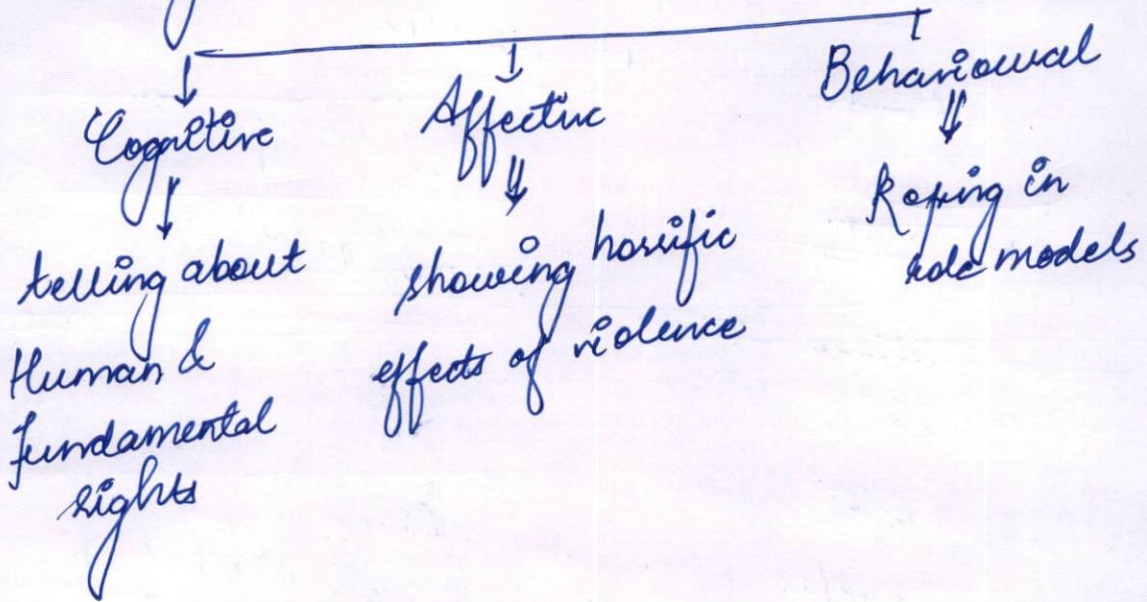 Cognitive
telling about
Human &
fundamental
rights
Affective
showing horrific
effects of violence
Behavioural
Roping in
role models